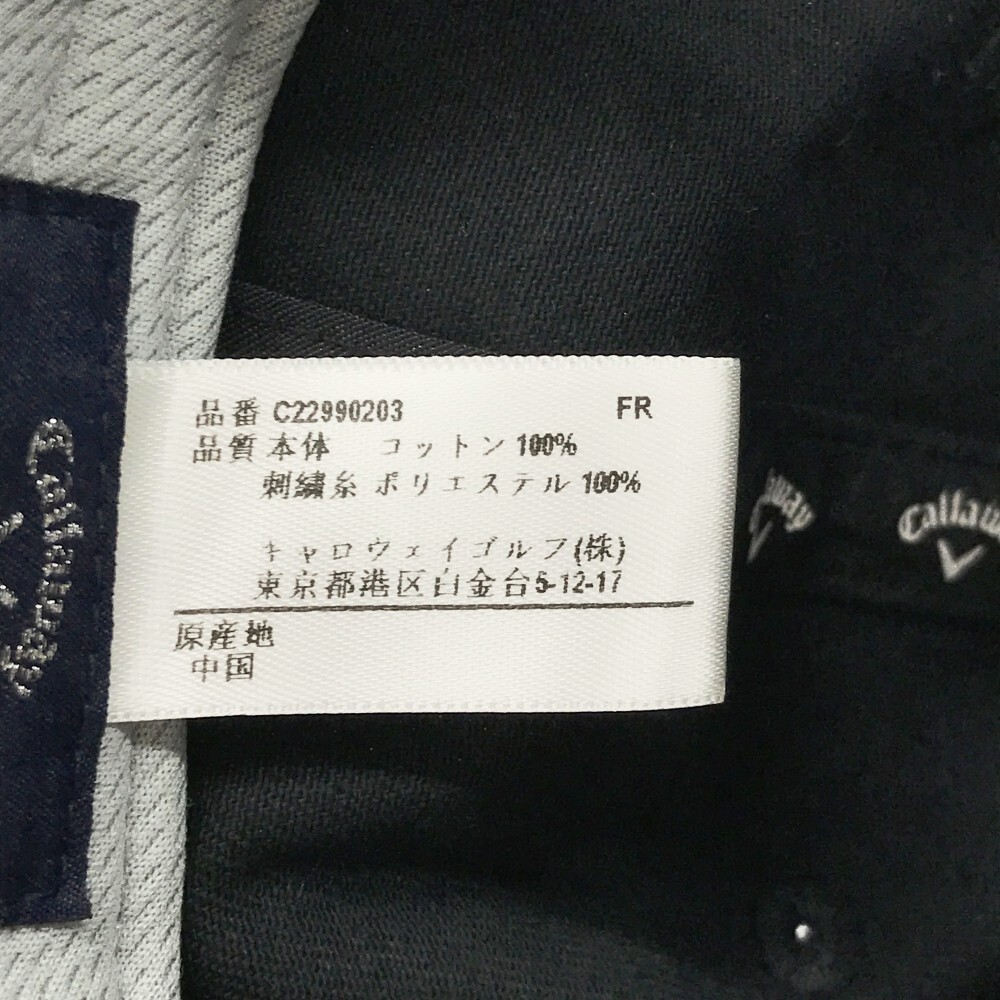 品番 C22990203 FR
品質 本体 コットン 100%
刺繍糸 ポリエステル 100%
キャロウェイゴルフ(株)
東京都港区白金台5-12-17
原産地
中国
Callaway